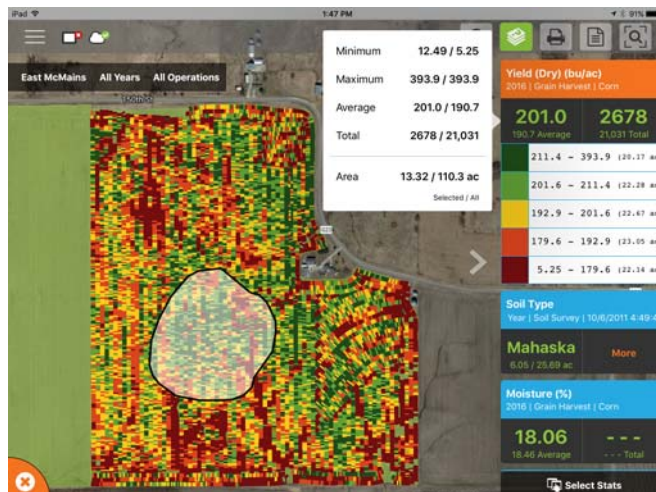 iPad
1:47 PM
91%
East McMains All Years All Operations
Minimum 12.49 / 5.25
Maximum 393.9 / 393.9
Average 201.0 / 190.7
Total 2678 / 21,031
Area 13.32 / 110.3 ac
Selected / All
Yield (Dry) (bu/ac)
2016 | Grain Harvest | Corn
201.0 2678
190.7 Average 21,031 Total
211.4 - 393.9 (20.17 a
201.6 - 211.4 (22.28 a
192.9 - 201.6 (22.67 a
179.6 - 192.9 (23.05 a
5.25 - 179.6 (22.14 a
Soil Type
Year | Soil Survey | 10/6/2011 4:49:4
Mahaska More
6.05 / 25.69 ac
Moisture (%)
2016 | Grain Harvest | Corn
18.06 - - -
18.46 Average - - - Total
Select Stats